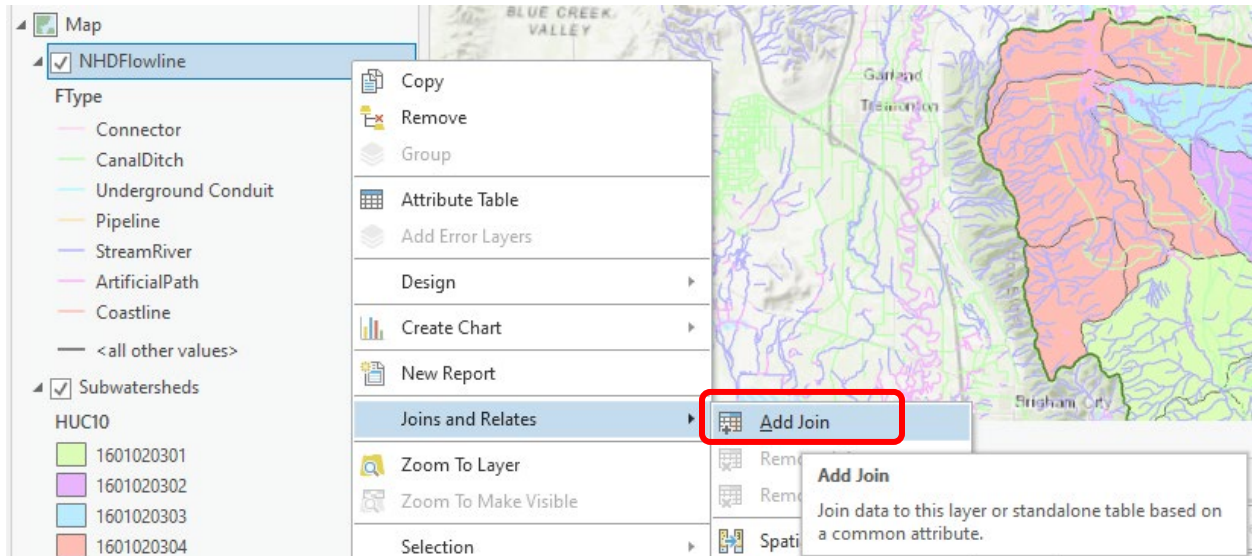 Map
NHDFlowline
FType
Connector
CanalDitch
Underground Conduit
Pipeline
StreamRiver
ArtificialPath
Coastline
<all other values>
Subwatersheds
HUC10
1601020301
1601020302
1601020303
1601020304
Copy
Remove
Group
Attribute Table
Add Error Layers
Design
Create Chart
New Report
Joins and Relates
Zoom To Layer
Zoom To Make Visible
Selection
Add Join
Spati
Add Join
Join data to this layer or standalone table based on
a common attribute.
BLUE CREEK
VALLEY
Garland
Tremonton
Brigham City